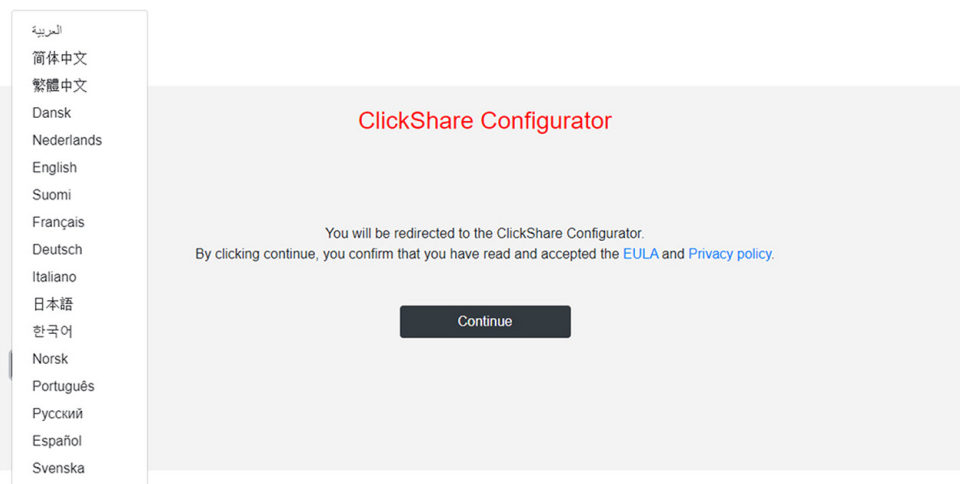 العربية
简体中文
繁體中文
Dansk
Nederlands
English
Suomi
Français
Deutsch
Italiano
日本語
한국어
Norsk
Português
Русский
Español
Svenska
ClickShare Configurator
You will be redirected to the ClickShare Configurator.
By clicking continue, you confirm that you have read and accepted the EULA and Privacy policy.
Continue